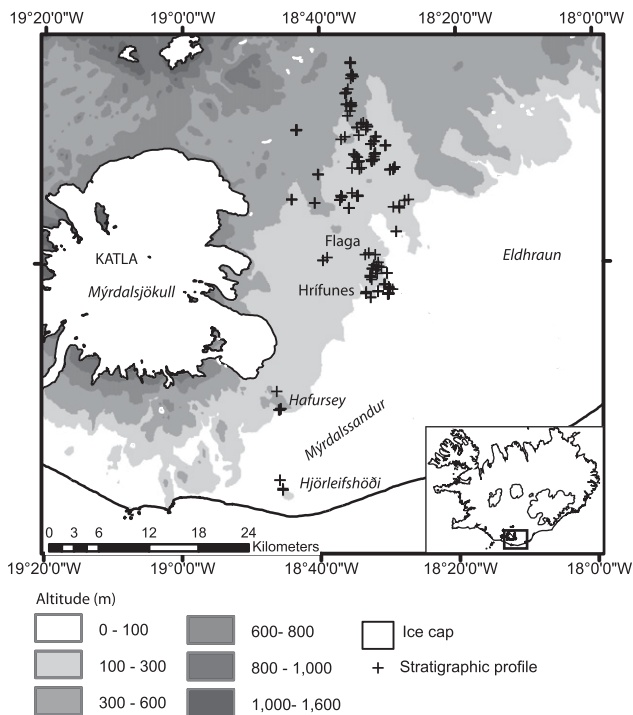 19°20'0"W 19°00'0"W 18°40'0"W 18°20'0"W 18°0'0"W
Flaga
Eldhraun
KATLA
Mýrdalsjökull
Hrífunes
Hafursey
Mýrdalssandur
Hjörleifshöði
0 3 6 12 18 24
Kilometers
19°20'0"W 19°00'0"W 18°40'0"W 18°20'0"W 18°0'0"W
Altitude (m)
0 - 100 600- 800 Ice cap
100 - 300 800 - 1,000 Stratigraphic profile
300 - 600 1,000- 1,600